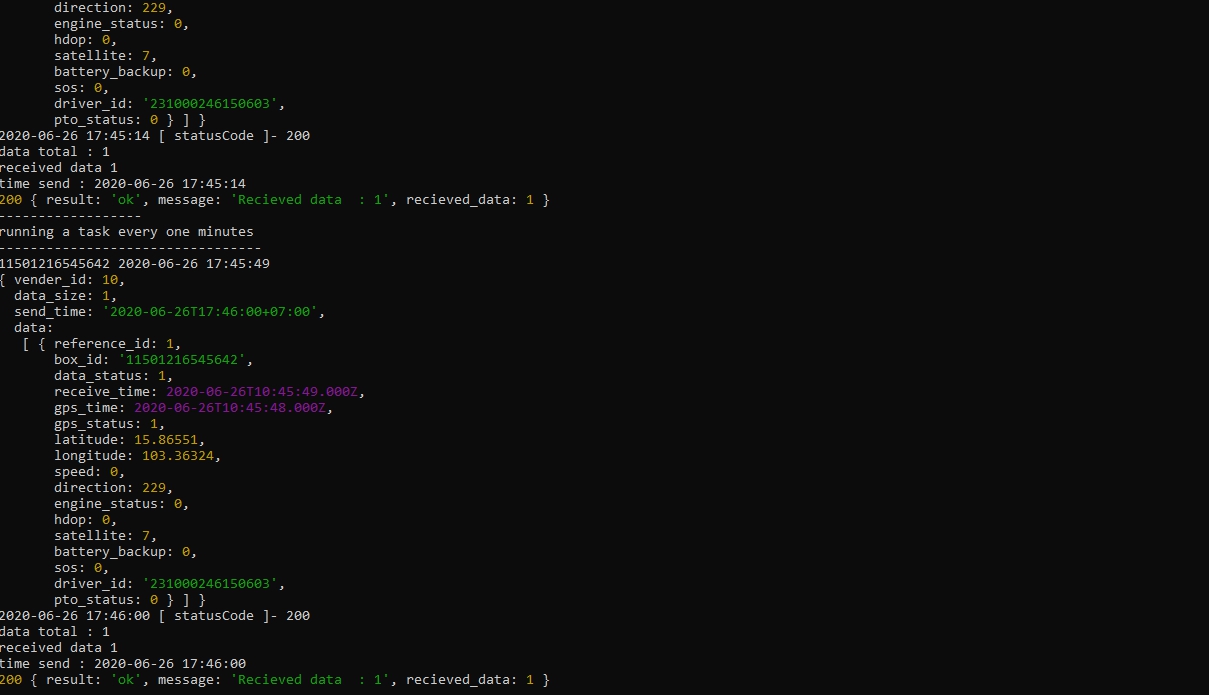 direction: 229,
engine_status: 0,
hdop: 0,
satellite: 7,
battery_backup: 0,
sos: 0,
driver_id: '231000246150603',
pto_status: 0 } ] }
2020-06-26 17:45:14 [ statusCode ]- 200
data total : 1
received data 1
time send : 2020-06-26 17:45:14
200 { result: 'ok', message: 'Recieved data  : 1', recieved_data: 1 }
------------------
running a task every one minutes
---------------------------------
11501216545642 2020-06-26 17:45:49
{ vender_id: 10,
data_size: 1,
send_time: '2020-06-26T17:46:00+07:00',
data:
[ { reference_id: 1,
box_id: '11501216545642',
data_status: 1,
receive_time: 2020-06-26T10:45:49.000Z,
gps_time: 2020-06-26T10:45:48.000Z,
gps_status: 1,
latitude: 15.86551,
longitude: 103.36324,
speed: 0,
direction: 229,
engine_status: 0,
hdop: 0,
satellite: 7,
battery_backup: 0,
sos: 0,
driver_id: '231000246150603',
pto_status: 0 } ] }
2020-06-26 17:46:00 [ statusCode ]- 200
data total : 1
received data 1
time send : 2020-06-26 17:46:00
200 { result: 'ok', message: 'Recieved data  : 1', recieved_data: 1 }